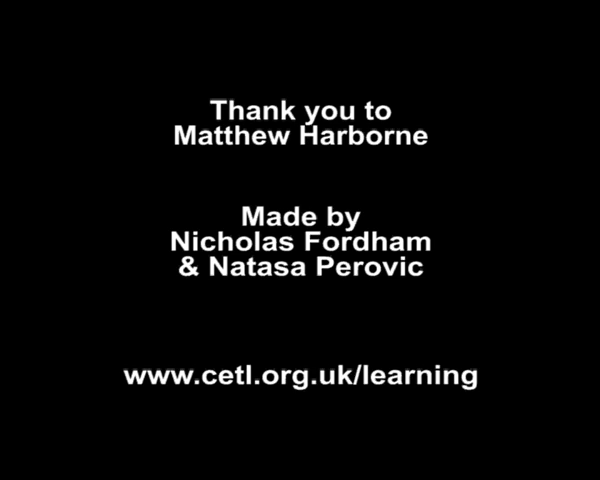 Thank you to
Matthew Harborne
Made by
Nicholas Fordham
& Natasa Perovic
www.cetl.org.uk/learning